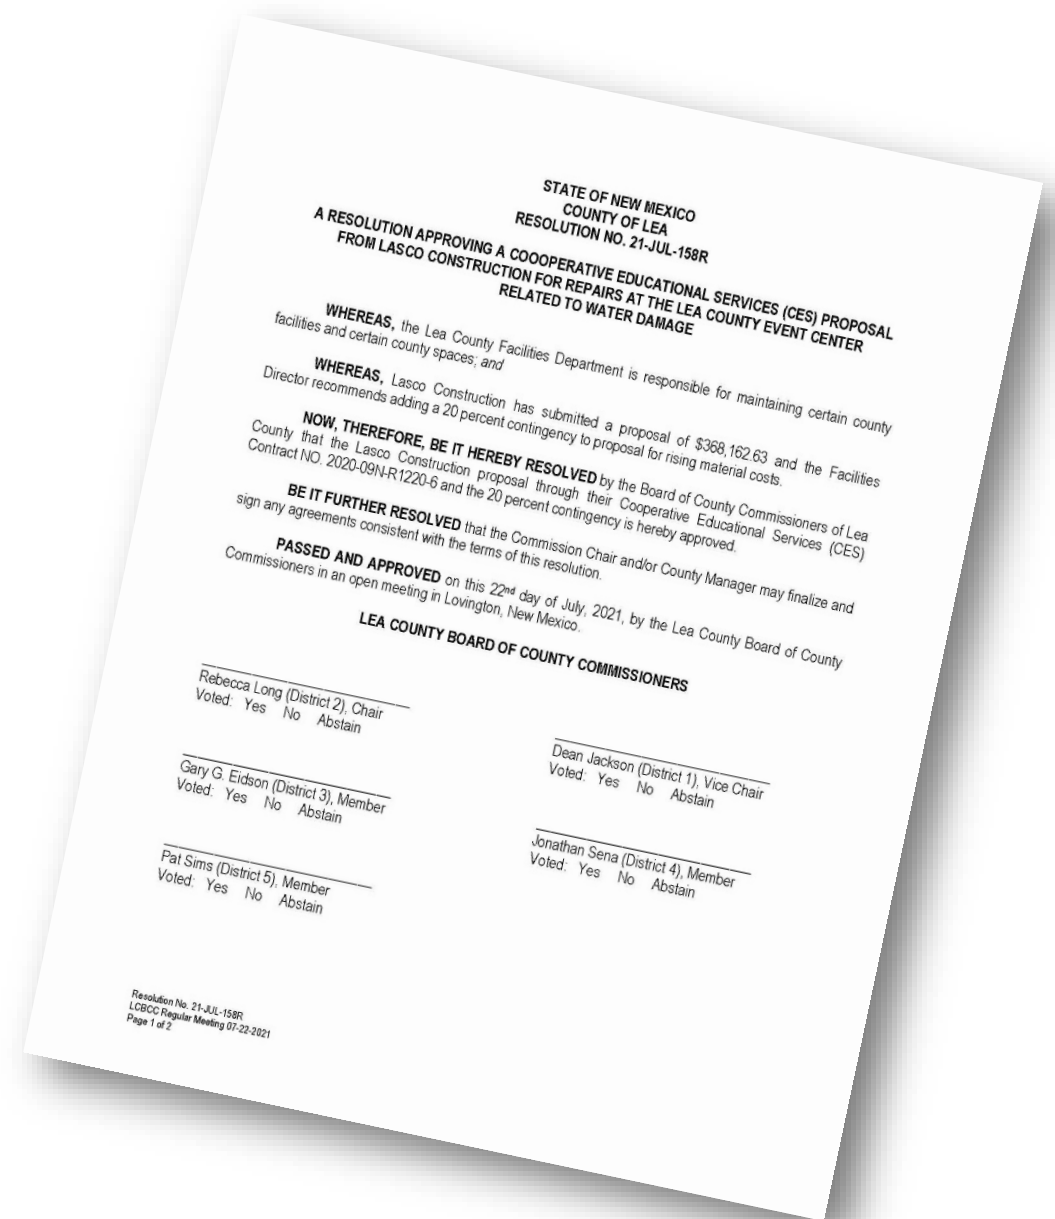 STATE OF NEW MEXICO
COUNTY OF LEA
RESOLUTION NO. 21-JUL-158R
A RESOLUTION APPROVING A COOOPERATIVE EDUCATIONAL SERVICES (CES) PROPOSAL
FROM LASCO CONSTRUCTION FOR REPAIRS AT THE LEA COUNTY EVENT CENTER
RELATED TO WATER DAMAGE
WHEREAS, the Lea County Facilities Department is responsible for maintaining certain county
facilities and certain county spaces; and
WHEREAS, Lasco Construction has submitted a proposal of $368,162.63 and the Facilities
Director recommends adding a 20 percent contingency to proposal for rising material costs.
NOW, THEREFORE, BE IT HEREBY RESOLVED by the Board of County Commissioners of Lea
County that the Lasco Construction proposal through their Cooperative Educational Services (CES)
Contract NO. 2020-09N-R1220-6 and the 20 percent contingency is hereby approved.
BE IT FURTHER RESOLVED that the Commission Chair and/or County Manager may finalize and
sign any agreements consistent with the terms of this resolution.
PASSED AND APPROVED on this 22nd day of July, 2021, by the Lea County Board of County
Commissioners in an open meeting in Lovington, New Mexico.
LEA COUNTY BOARD OF COUNTY COMMISSIONERS
Rebecca Long (District 2), Chair
Voted: Yes No Abstain
Dean Jackson (District 1), Vice Chair
Voted: Yes No Abstain
Gary G. Eidson (District 3), Member
Voted: Yes No Abstain
Jonathan Sena (District 4), Member
Voted: Yes No Abstain
Pat Sims (District 5), Member
Voted: Yes No Abstain
Resolution No. 21-JUL-158R
LCBCC Regular Meeting 07-22-2021
Page 1 of 2